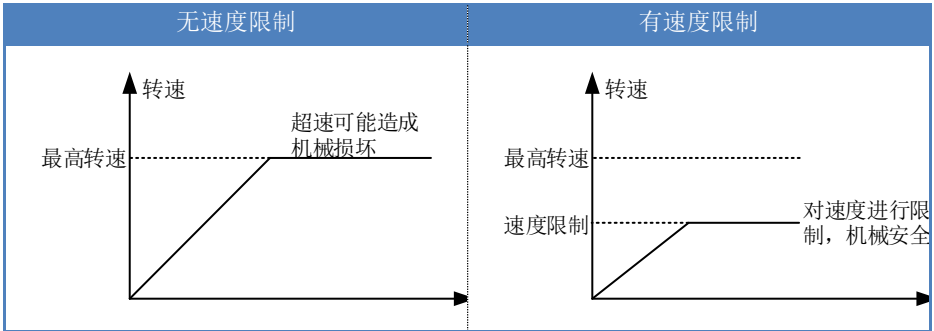 无速度限制
有速度限制
转速
超速可能造成
机械损坏
最高转速
转速
最高转速
速度限制
对速度进行限
制，机械安全